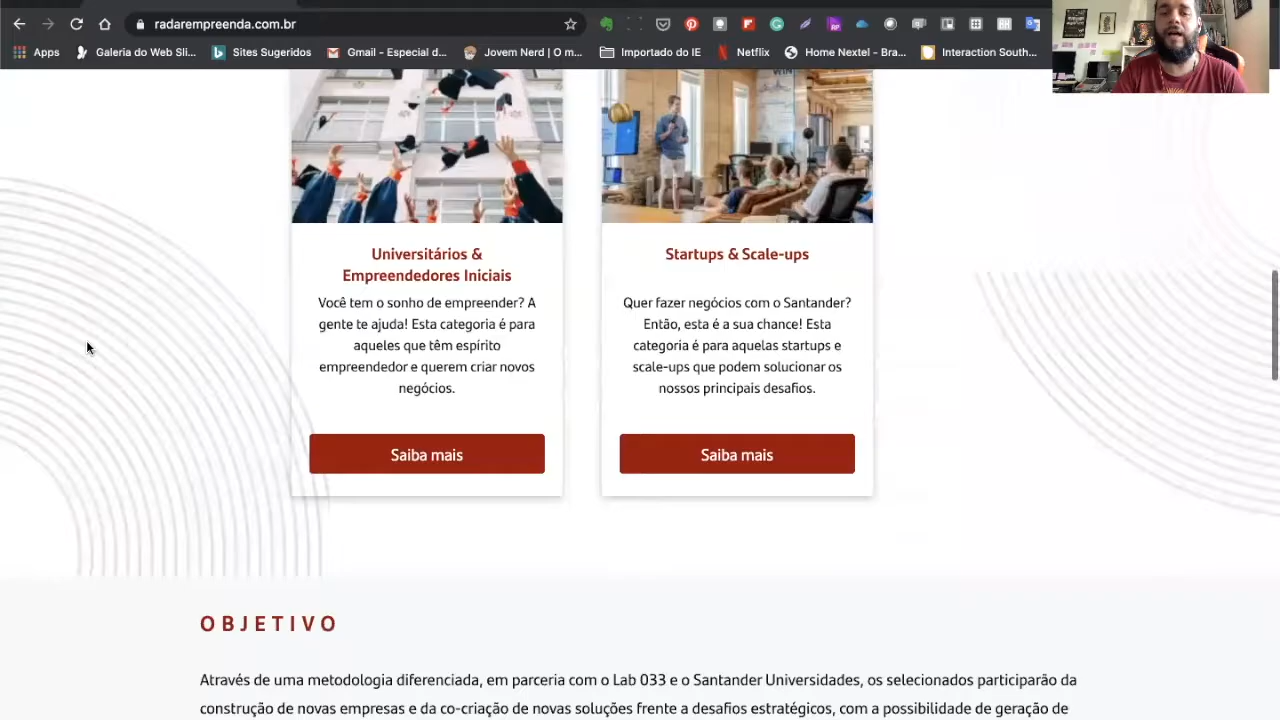 radarempreenda.com.br
Apps
Galeria do Web Sli...
Sites Sugeridos
Gmail - Especial d...
Jovem Nerd | O m...
Importado do IE
Netflix
Home Nextel - Bra...
Interaction South...
Universitários &
Empreendedores Iniciais
Você tem o sonho de empreender? A
gente te ajuda! Esta categoria é para
aqueles que têm espírito
empreendedor e querem criar novos
negócios.
Saiba mais
Startups & Scale-ups
Quer fazer negócios com o Santander?
Então, esta é a sua chance! Esta
categoria é para aquelas startups e
scale-ups que podem solucionar os
nossos principais desafios.
Saiba mais
OBJETIVO
Através de uma metodologia diferenciada, em parceria com o Lab 033 e o Santander Universidades, os selecionados participarão da
construção de novas empresas e da co-criação de novas soluções frente a desafios estratégicos, com a possibilidade de geração de